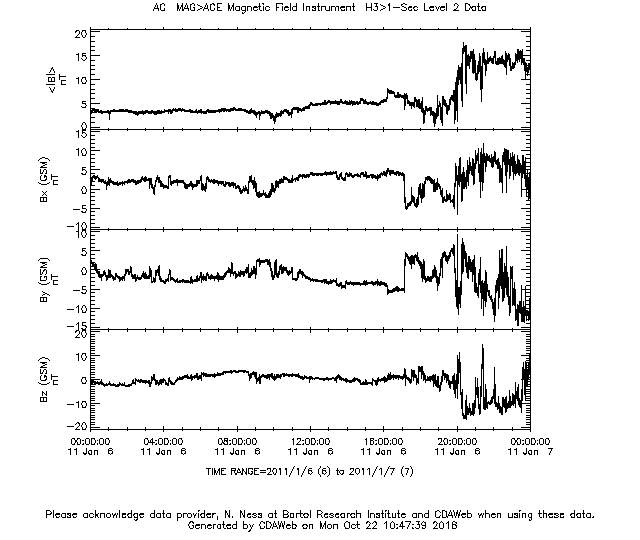 AC MAG>ACE Magnetic Field Instrument H3>1-Sec Level 2 Data
20
15
10
5
0
<|B|>
nT
15
10
5
0
-5
-10
Bx (GSM)
nT
10
5
0
-5
-10
-15
By (GSM)
nT
20
10
0
-10
-20
Bz (GSM)
nT
00:00:00 04:00:00 08:00:00 12:00:00 16:00:00 20:00:00 00:00:00
11 Jan 6 11 Jan 6 11 Jan 6 11 Jan 6 11 Jan 6 11 Jan 6 11 Jan 7
TIME RANGE=2011/1/6 (6) to 2011/1/7 (7)
Please acknowledge data provider, N. Ness at Bartol Research Institute and CDAWeb when using these data.
Generated by CDAWeb on Mon Oct 22 10:47:39 2018